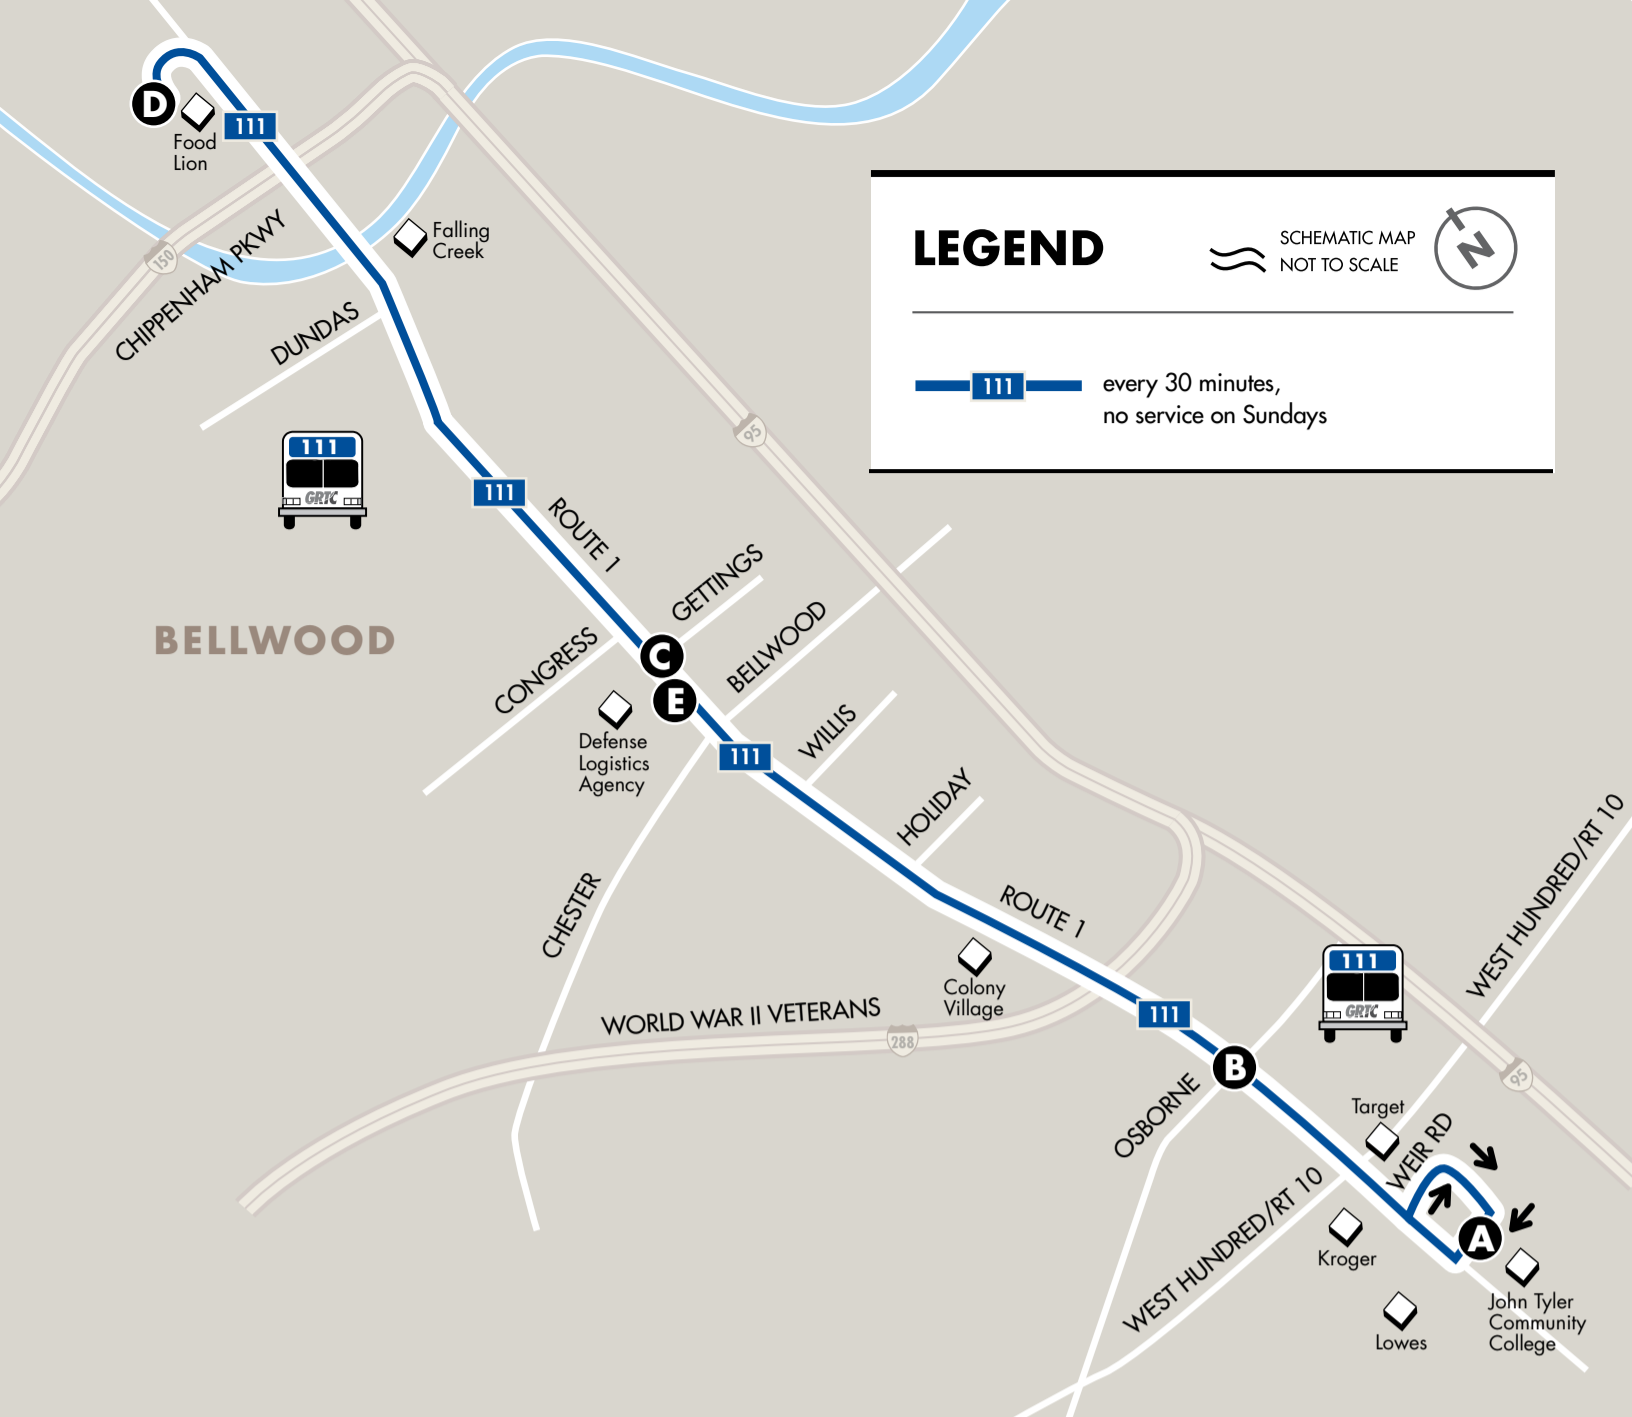 D
Food
Lion
111
150
CHIPPENHAM PKWY
Falling
Creek
DUNDAS
LEGEND
SCHEMATIC MAP
NOT TO SCALE
N
111
every 30 minutes,
no service on Sundays
95
111
GRTC
111
ROUTE 1
BELLWOOD
GETTINGS
CONGRESS
C
E
BELLWOOD
Defense
Logistics
Agency
111
WILLIS
HOLIDAY
CHESTER
ROUTE 1
WEST HUNDRED/RT 10
Colony
Village
WORLD WAR II VETERANS
288
111
111
GRTC
B
OSBORNE
95
Target
WEIR RD
WEST HUNDRED/RT 10
Kroger
A
Lowes
John Tyler
Community
College